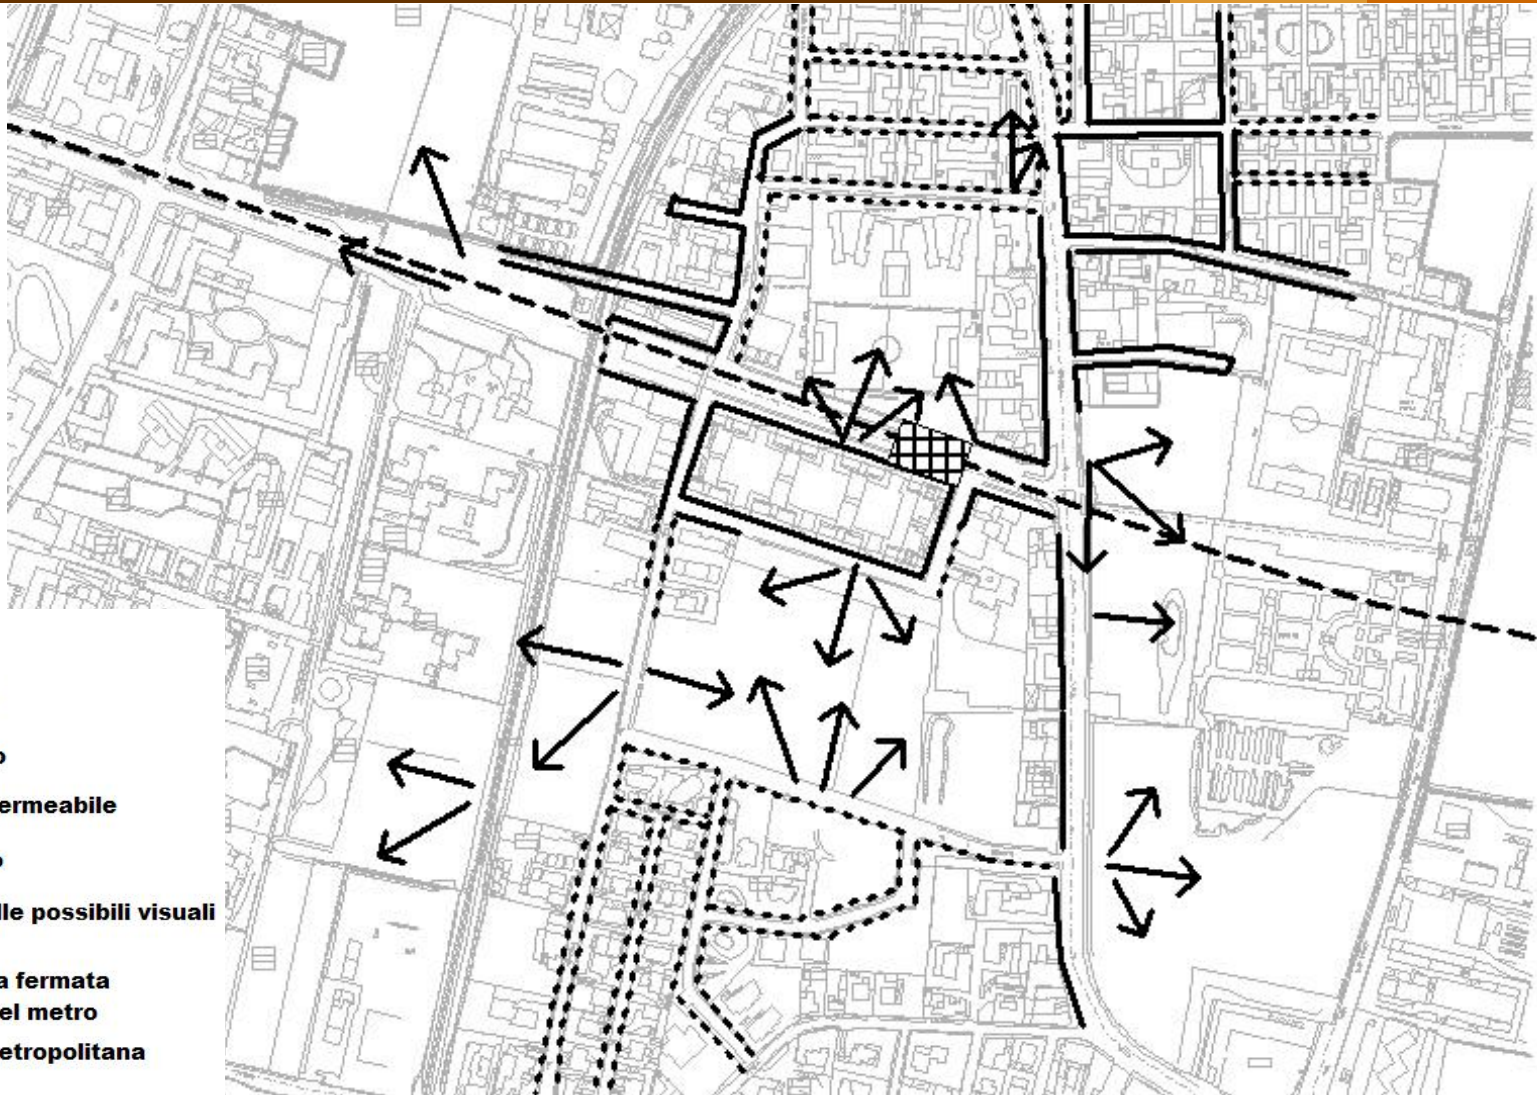 o
ermeabile
o
lle possibili visuali
a fermata
el metro
etropolitana